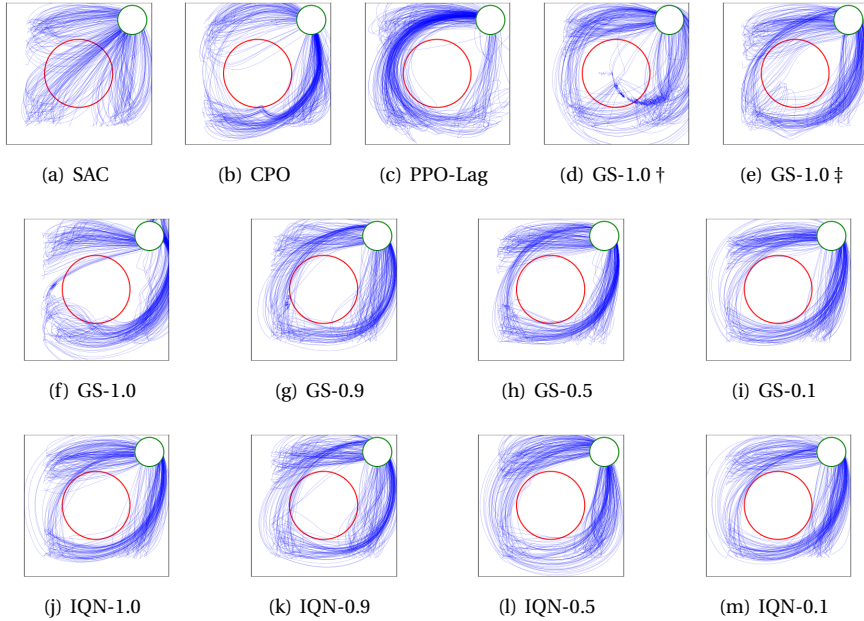 (a) SAC
(b) CPO
(c) PPO-Lag
(d) GS-1.0 †
(e) GS-1.0 ‡
(f) GS-1.0
(g) GS-0.9
(h) GS-0.5
(i) GS-0.1
(j) IQN-1.0
(k) IQN-0.9
(l) IQN-0.5
(m) IQN-0.1